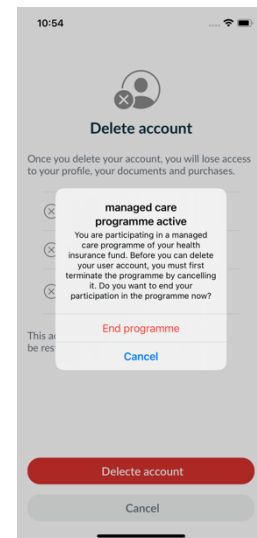 10:54
Delete account
Once you delete your account, you will lose access
to your profile, your documents and purchases.
managed care
programme active
You are participating in a managed
care programme of your health
insurance fund. Before you can delete
your user account, you must first
terminate the programme by cancelling
it. Do you want to end your
participation in the programme now?
End programme
Cancel
This
be
Delecte account
Cancel